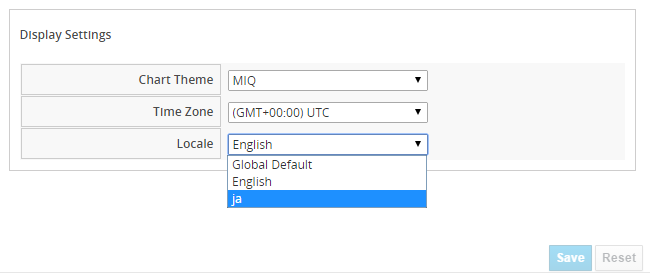 Display Settings
Chart Theme MIQ
Time Zone (GMT+00:00) UTC
Locale English
Global Default
English
ja
Save Reset